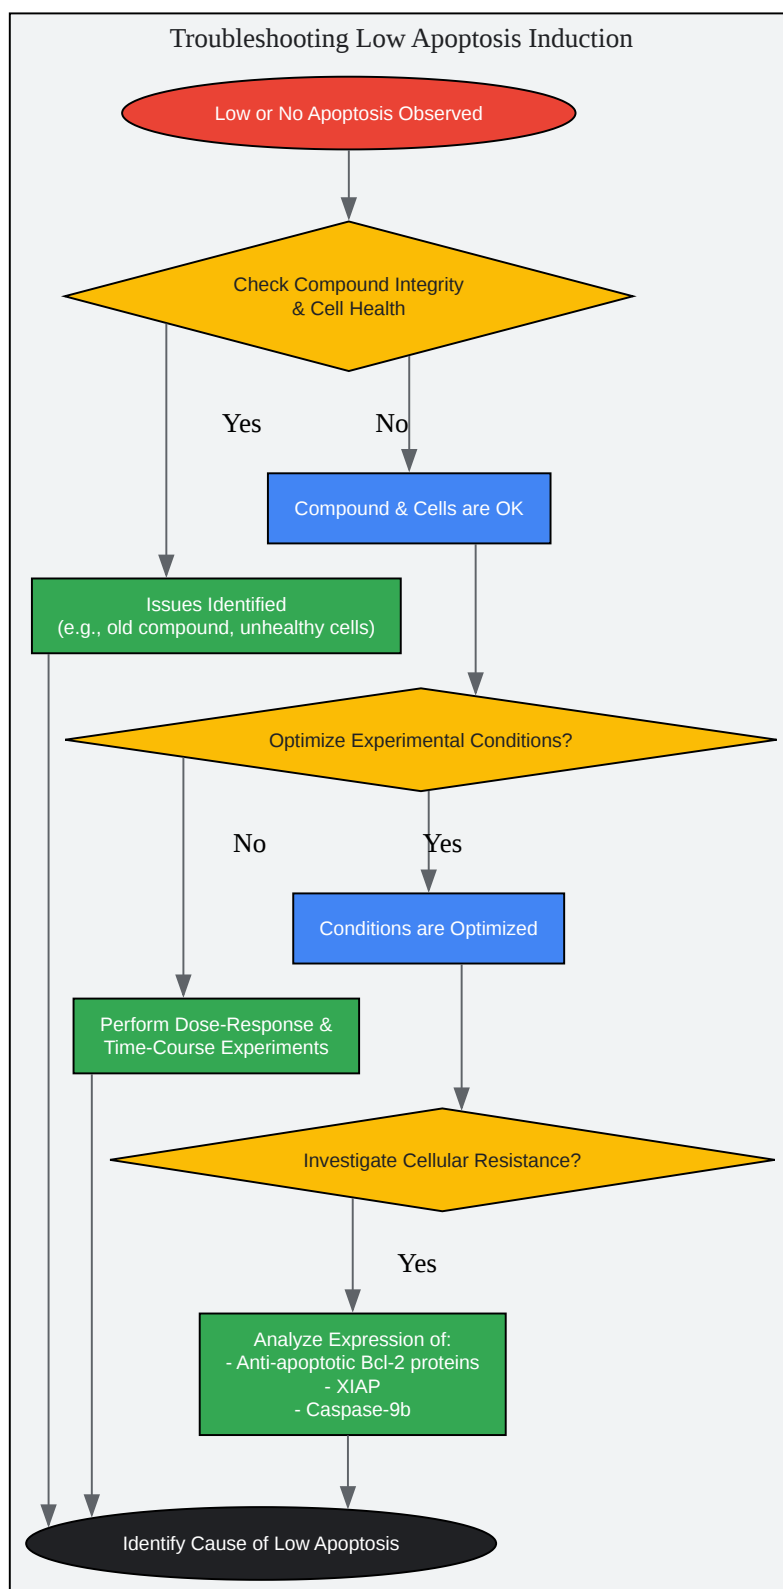 Troubleshooting Low Apoptosis Induction
Low or No Apoptosis Observed
Check Compound Integrity
& Cell Health
Yes
No
Compound & Cells are OK
Issues Identified
(e.g., old compound, unhealthy cells)
Optimize Experimental Conditions?
No
Yes
Conditions are Optimized
Perform Dose-Response &
Time-Course Experiments
Investigate Cellular Resistance?
Yes
Analyze Expression of:
- Anti-apoptotic Bcl-2 proteins
- XIAP
- Caspase-9b
Identify Cause of Low Apoptosis